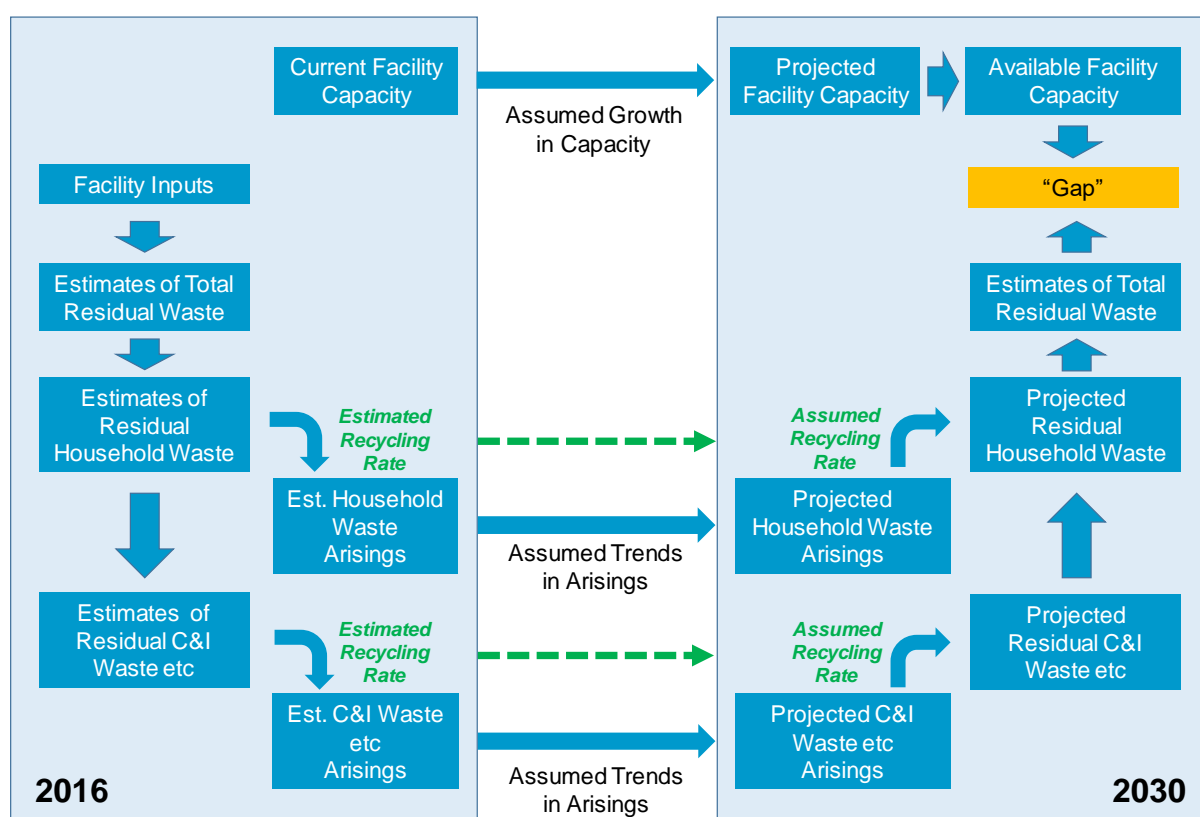 Current Facility
Capacity
Assumed Growth
in Capacity
Projected
Facility Capacity
Available Facility
Capacity
Facility Inputs
“Gap”
Estimates of Total
Residual Waste
Estimates of Total
Residual Waste
Estimates of
Residual
Household Waste
Estimated
Recycling
Rate
Assumed
Recycling
Rate
Projected
Residual
Household Waste
Est. Household
Waste
Arisings
Assumed Trends
in Arisings
Projected
Household Waste
Arisings
Estimates of
Residual C&I
Waste etc
Estimated
Recycling
Rate
Assumed
Recycling
Rate
Projected
Residual C&I
Waste etc
Est. C&I Waste
etc
Arisings
Assumed Trends
in Arisings
Projected C&I
Waste etc
Arisings
2016
2030